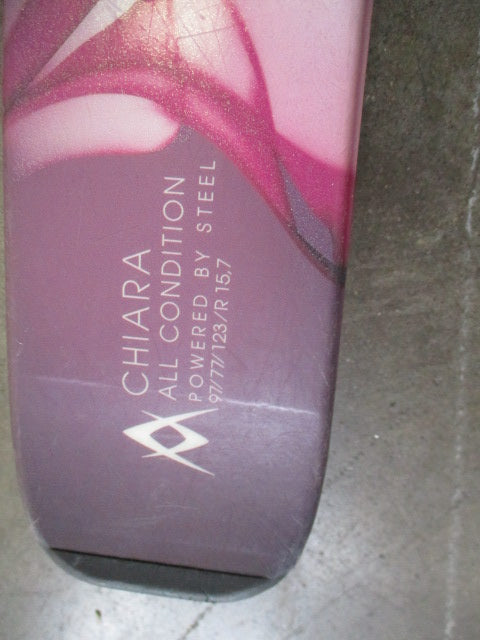 CHIARA
ALL CONDITION
POWERED BY STEEL
97/77/123/R 15,7